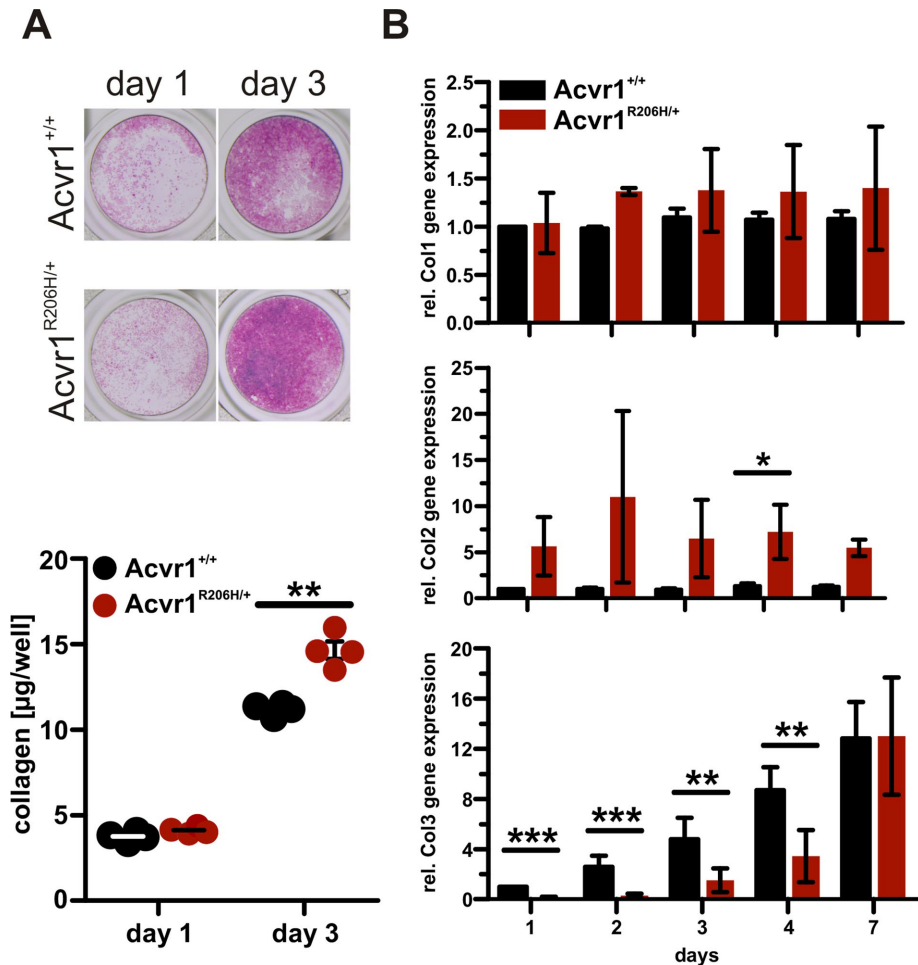 A
day 1 day 3
Acvr1+/+
Acvr1R206H/+
Acvr1+/+
Acvr1R206H/+
**
collagen [µg/well]
20
15
10
5
0
day 1 day 3
B
Acvr1+/+
Acvr1R206H/+
rel. Col1 gene expression
2.5
2.0
1.5
1.0
0.5
0.0
rel. Col2 gene expression
25
20
15
10
5
0
*
rel. Col3 gene expression
20
16
12
8
4
0
*** *** ** **
1 2 3 4 7
days